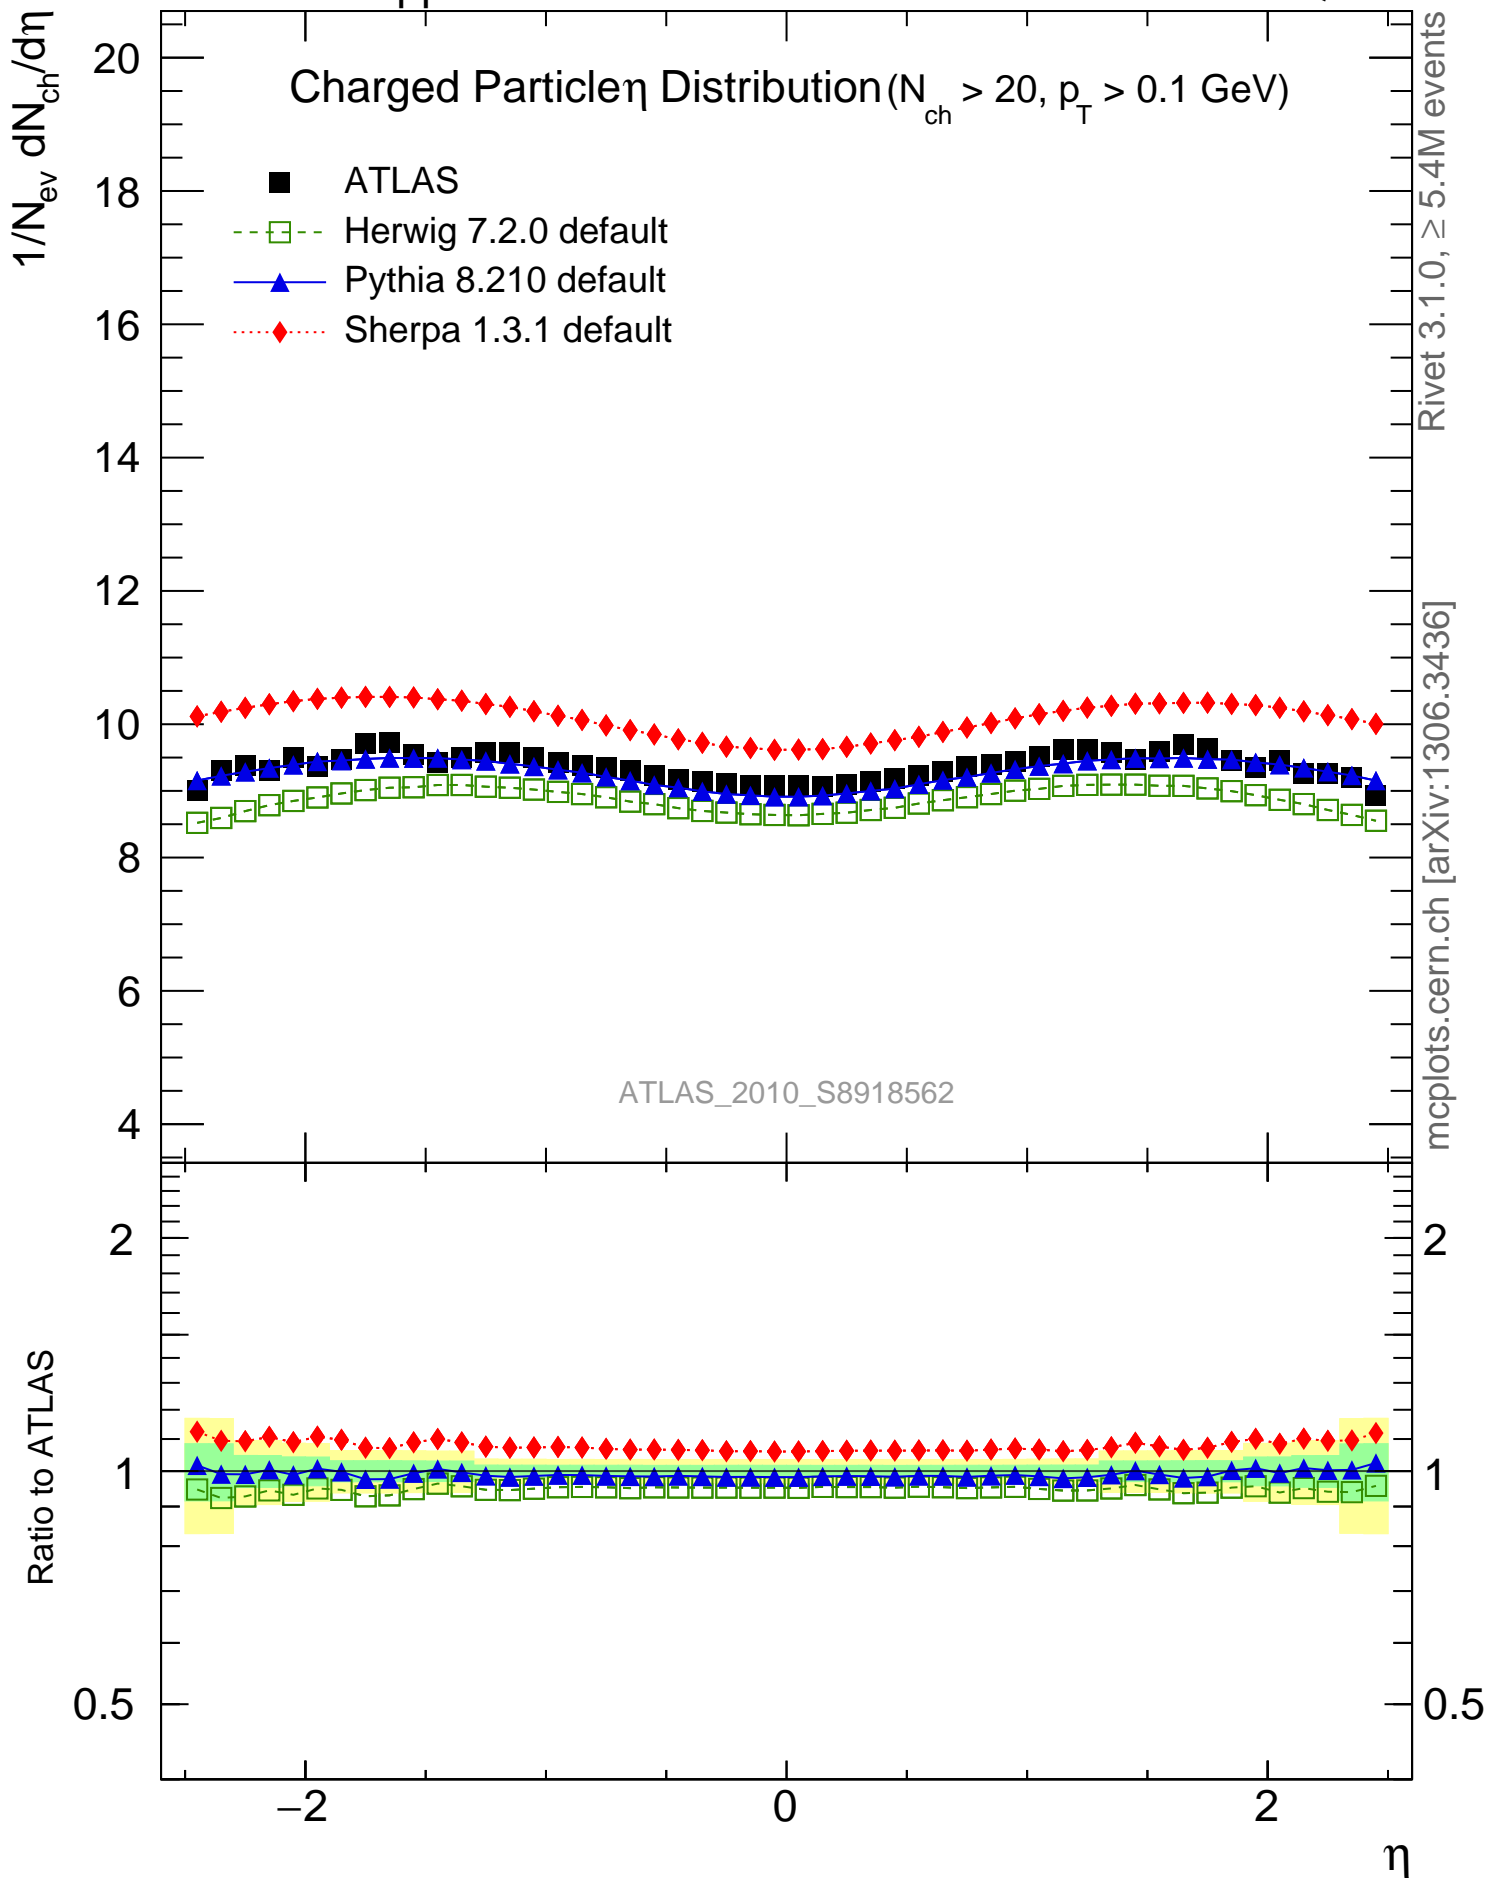 pp
1/N_ev dN_ch/dη
Charged Particleη Distribution (N_ch > 20, p_T > 0.1 GeV)
ATLAS
Herwig 7.2.0 default
Pythia 8.210 default
Sherpa 1.3.1 default
20
18
16
14
12
10
8
6
4
ATLAS_2010_S8918562
Rivet 3.1.0, ≥ 5.4M events
mcplots.cern.ch [arXiv:1306.3436]
Ratio to ATLAS
2
1
0.5
2
1
0.5
−2
0
2
η